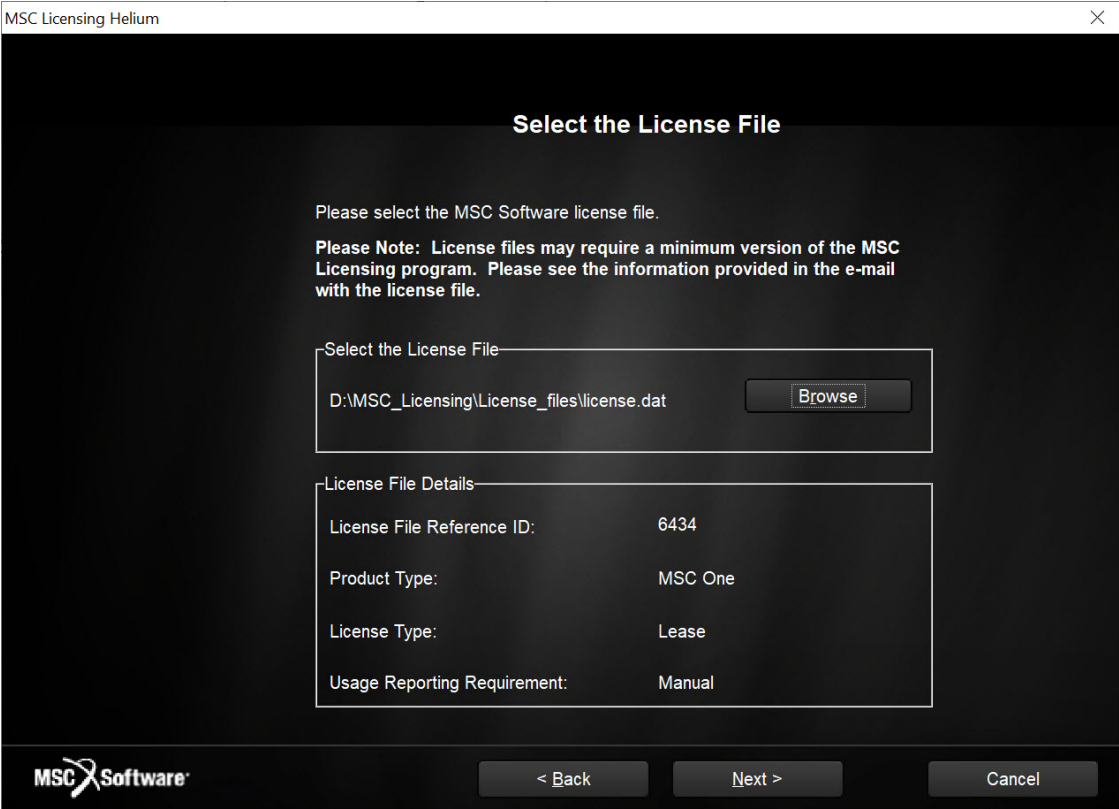 MSC Licensing Helium
Select the License File
Please select the MSC Software license file.
Please Note:  License files may require a minimum version of the MSC
Licensing program.  Please see the information provided in the e-mail
with the license file.
Select the License File
D:\MSC_Licensing\License_files\license.dat
Browse
License File Details
License File Reference ID: 6434
Product Type: MSC One
License Type: Lease
Usage Reporting Requirement: Manual
MSC Software
< Back
Next >
Cancel